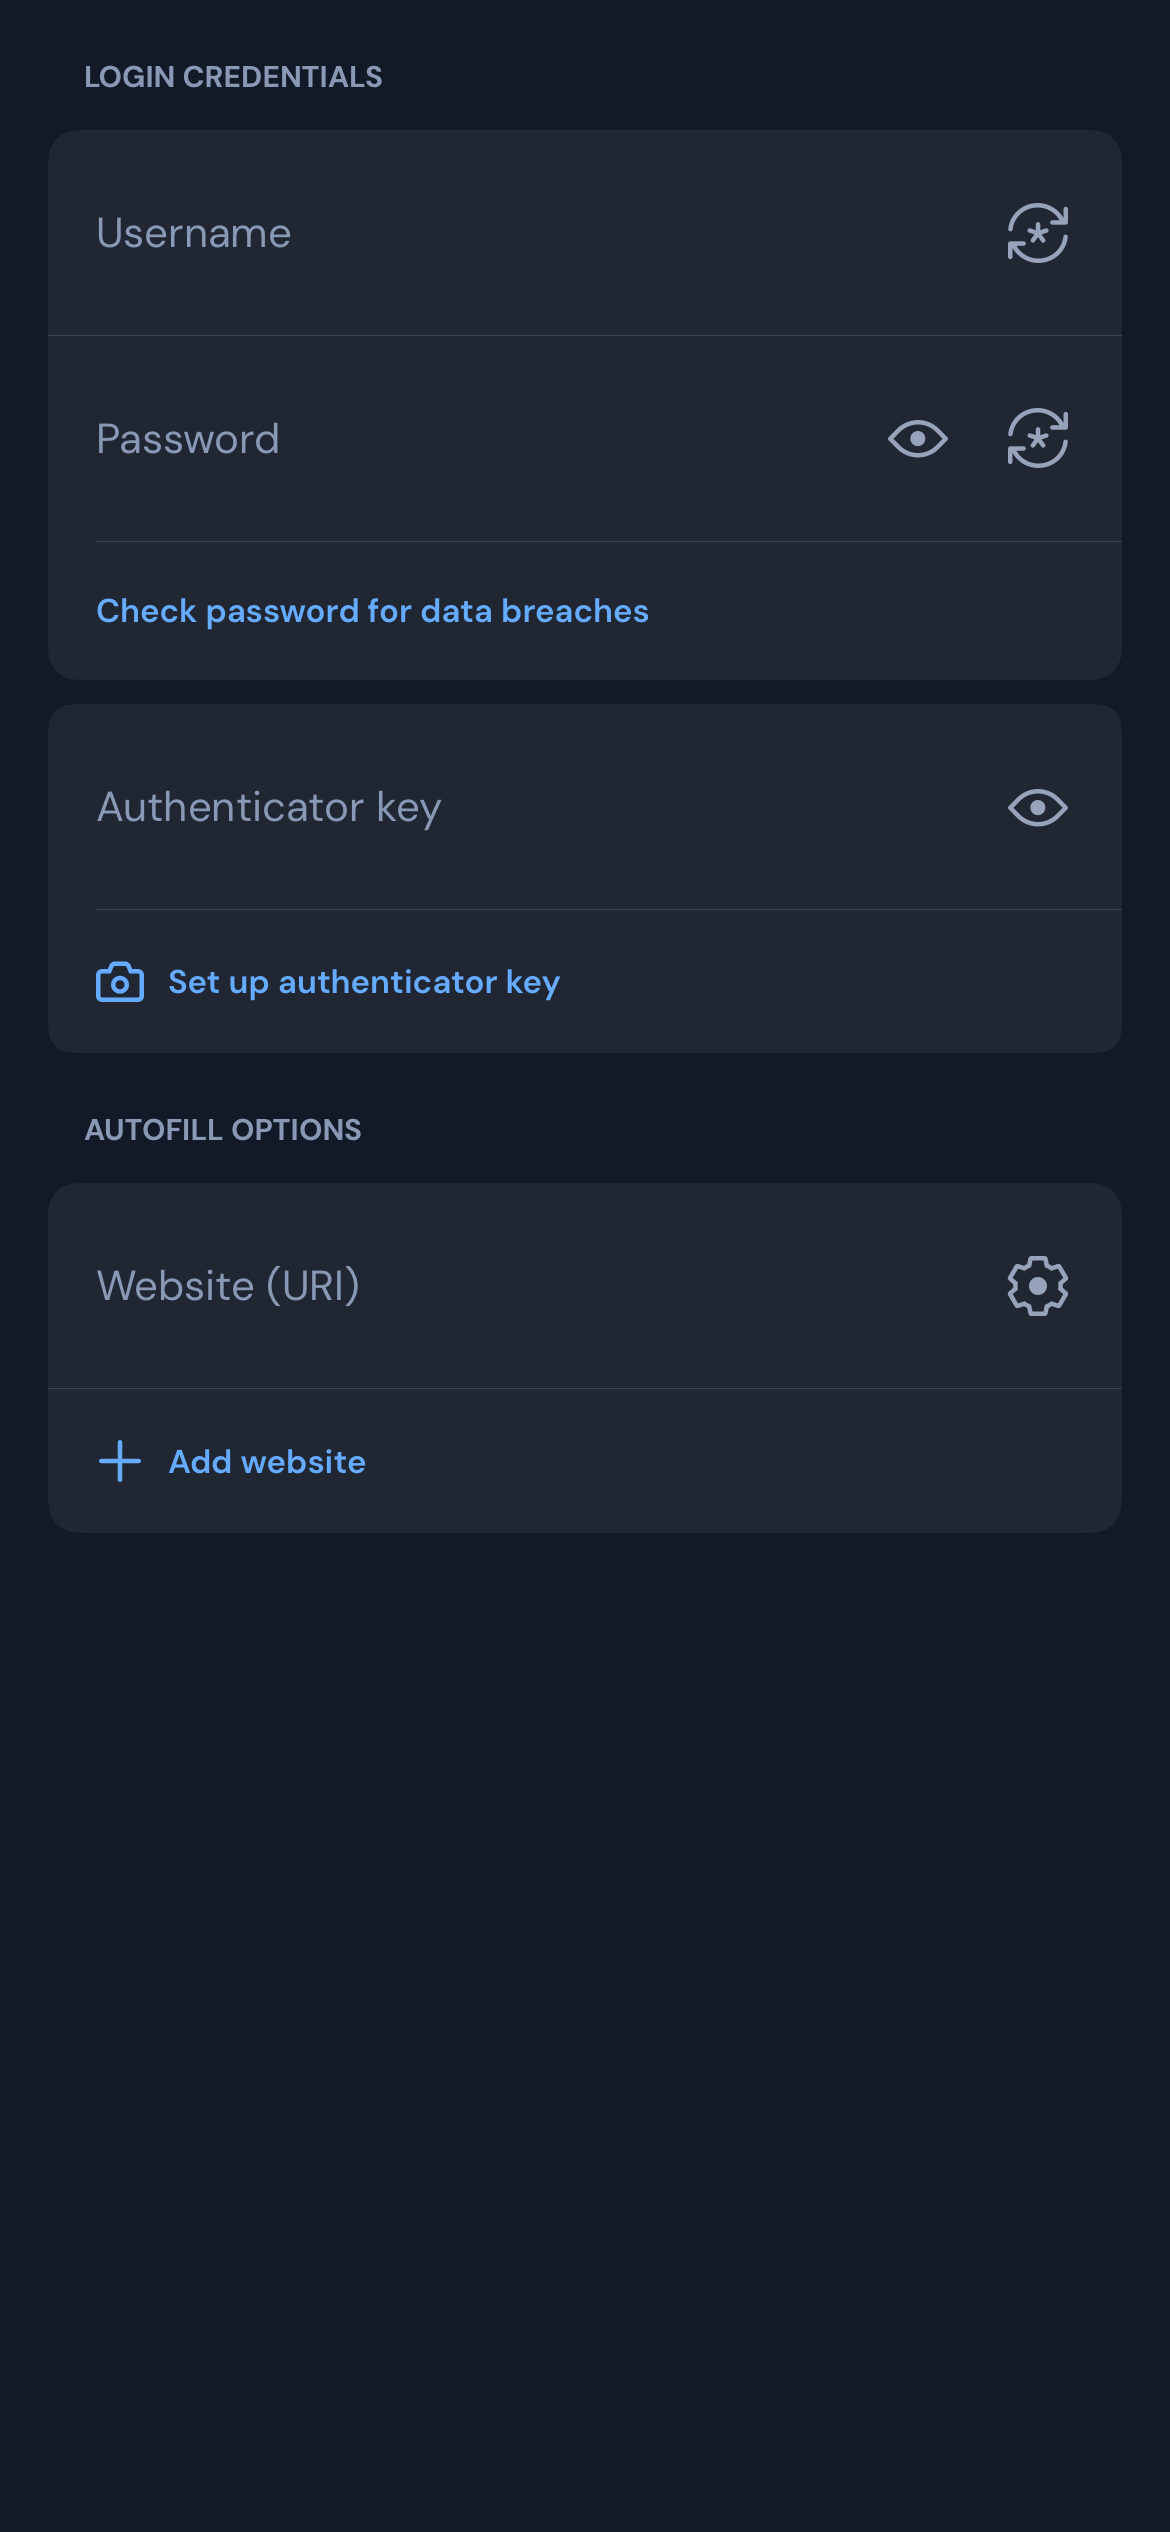 LOGIN CREDENTIALS
Username
Password
Check password for data breaches
Authenticator key
Set up authenticator key
AUTOFILL OPTIONS
Website (URI)
Add website